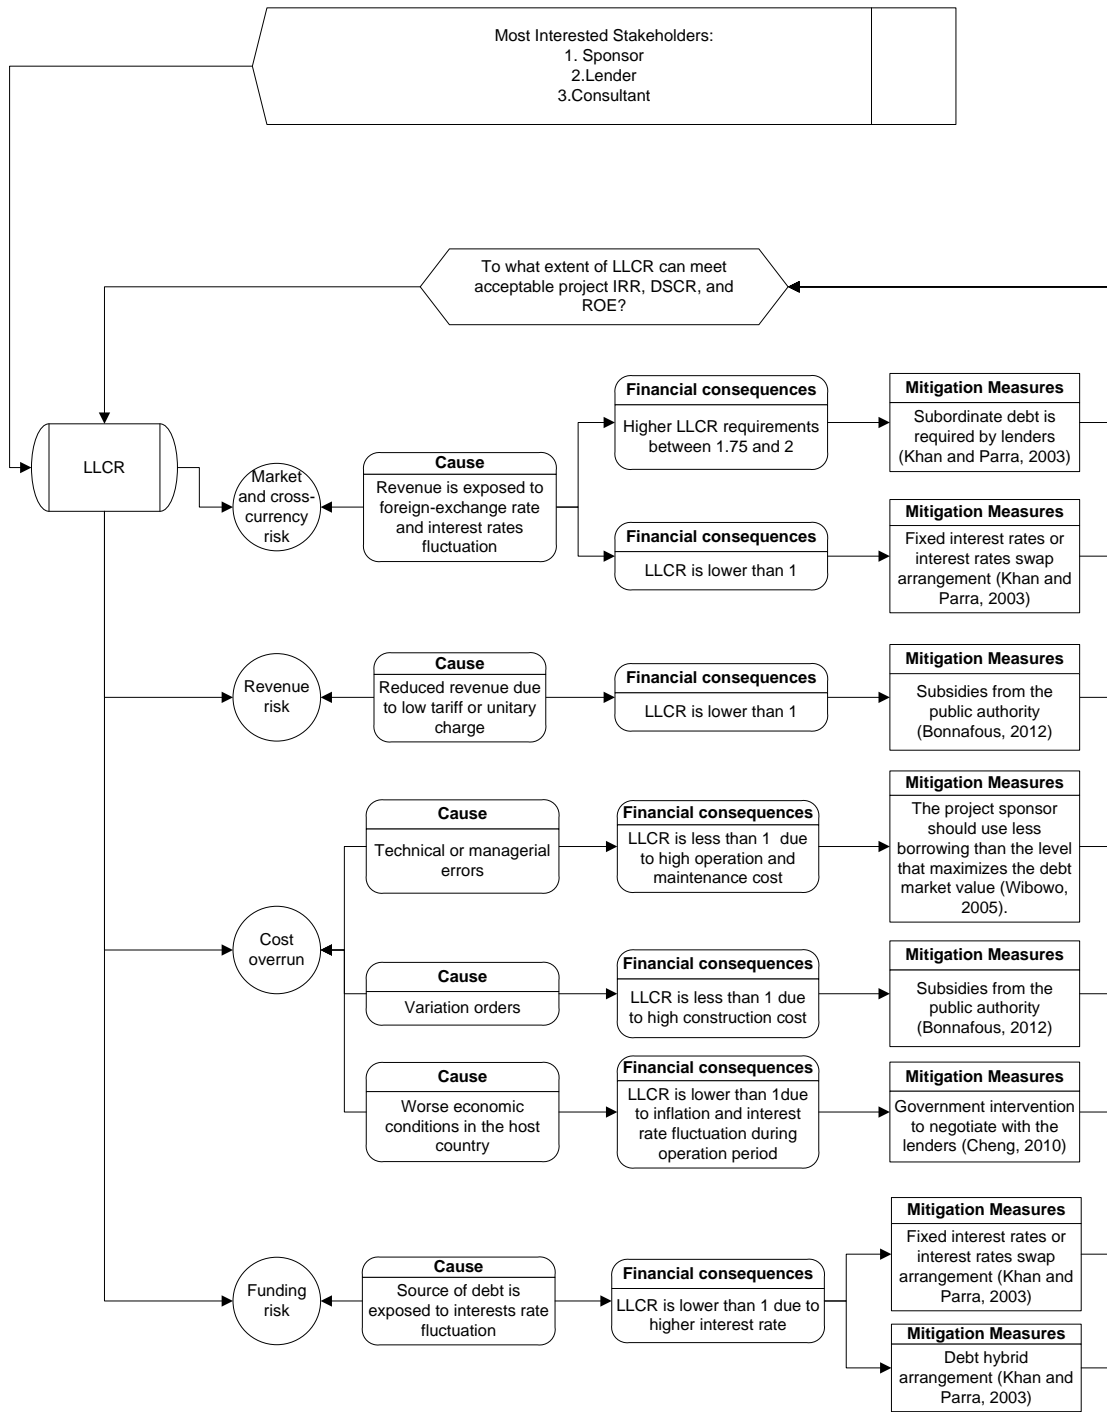 Most Interested Stakeholders:
1. Sponsor
2.Lender
3.Consultant
To what extent of LLCR can meet
acceptable project IRR, DSCR, and
ROE?
LLCR
Market
and cross-
currency
risk
Cause
Revenue is exposed to
foreign-exchange rate
and interest rates
fluctuation
Financial consequences
Higher LLCR requirements
between 1.75 and 2
Mitigation Measures
Subordinate debt is
required by lenders
(Khan and Parra, 2003)
Financial consequences
LLCR is lower than 1
Mitigation Measures
Fixed interest rates or
interest rates swap
arrangement (Khan and
Parra, 2003)
Revenue
risk
Cause
Reduced revenue due
to low tariff or unitary
charge
Financial consequences
LLCR is lower than 1
Mitigation Measures
Subsidies from the
public authority
(Bonnafous, 2012)
Cost
overrun
Cause
Technical or managerial
errors
Financial consequences
LLCR is less than 1  due
to high operation and
maintenance cost
Mitigation Measures
The project sponsor
should use less
borrowing than the level
that maximizes the debt
market value (Wibowo,
2005).
Cause
Variation orders
Financial consequences
LLCR is less than 1 due
to high construction cost
Mitigation Measures
Subsidies from the
public authority
(Bonnafous, 2012)
Cause
Worse economic
conditions in the host
country
Financial consequences
LLCR is lower than 1due
to inflation and interest
rate fluctuation during
operation period
Mitigation Measures
Government intervention
to negotiate with the
lenders (Cheng, 2010)
Funding
risk
Cause
Source of debt is
exposed to interests rate
fluctuation
Financial consequences
LLCR is lower than 1 due to
higher interest rate
Mitigation Measures
Fixed interest rates or
interest rates swap
arrangement (Khan and
Parra, 2003)
Mitigation Measures
Debt hybrid
arrangement (Khan and
Parra, 2003)